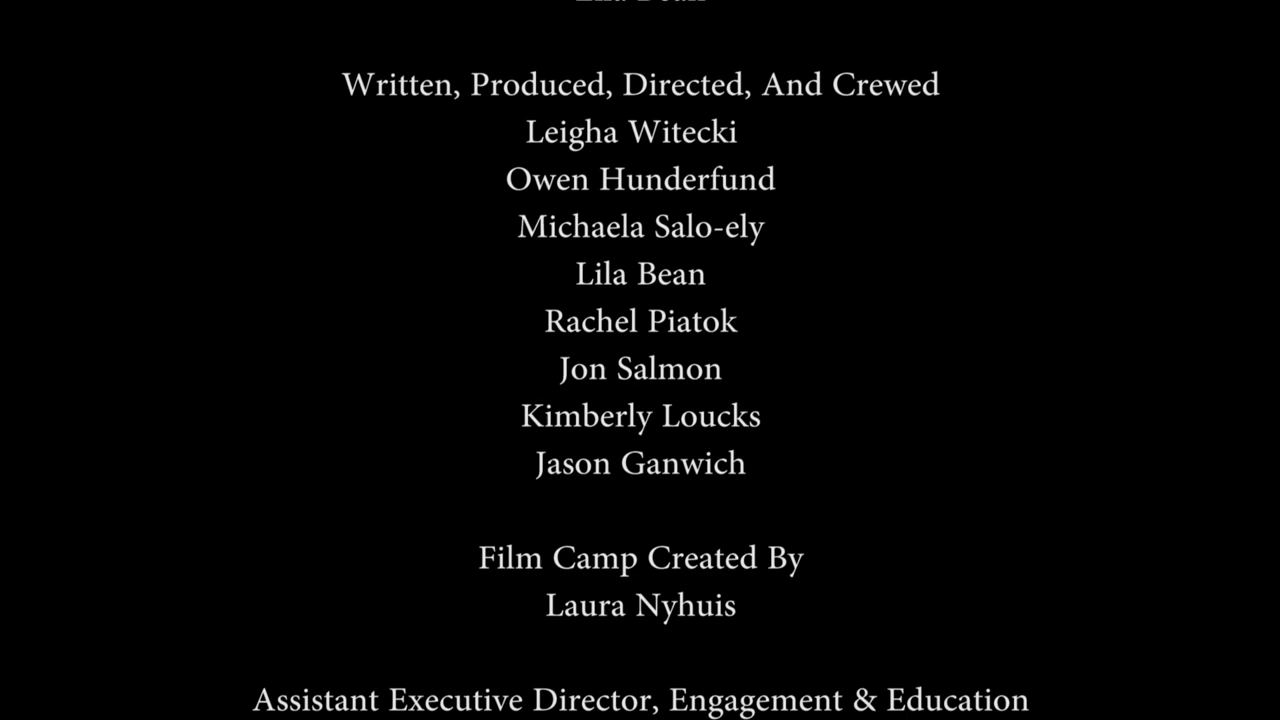 Written, Produced, Directed, And Crewed
Leigha Witecki
Owen Hunderfund
Michaela Salo-ely
Lila Bean
Rachel Piatok
Jon Salmon
Kimberly Loucks
Jason Ganwich
Film Camp Created By
Laura Nyhuis
Assistant Executive Director, Engagement & Education